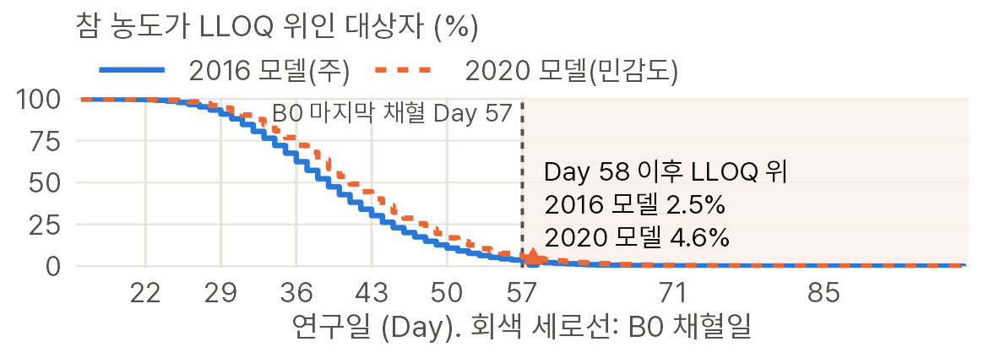 참 농도가 LLOQ 위인 대상자 (%)
2016 모델(주) 2020 모델(민감도)
100
B0 마지막 채혈 Day 57
75
50
25
0
Day 58 이후 LLOQ 위
2016 모델 2.5%
2020 모델 4.6%
22 29 36 43 50 57 71 85
연구일 (Day). 회색 세로선: B0 채혈일